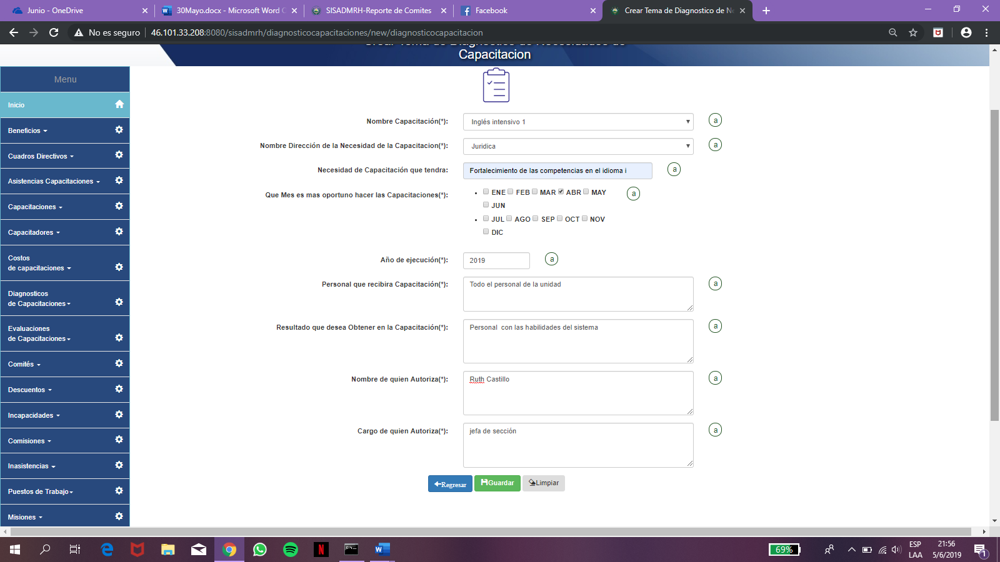 Junio - OneDrive
30Mayo.docx - Microsoft Word
SISADMRH-Reporte de Comites
Facebook
Crear Tema de Diagnostico de
No es seguro
46.101.33.208:8080/sisadmrh/diagnosticocapacitaciones/new/diagnosticocapacitacion
Crear Tema de Diagnostico de Necesidades de
Capacitacion
Menu
Inicio
Beneficios
Cuadros Directivos
Asistencias Capacitaciones
Capacitaciones
Capacitadores
Costos
de capacitaciones
Diagnosticos
de Capacitaciones
Evaluaciones
de Capacitaciones
Comités
Descuentos
Incapacidades
Comisiones
Inasistencias
Puestos de Trabajo
Misiones
Nombre Capacitación(*): Inglés intensivo 1 a
Nombre Dirección de la Necesidad de la Capacitacion(*): Juridica a
Necesidad de Capacitación que tendra: Fortalecimiento de las competencias en el idioma i a
Que Mes es mas oportuno hacer las Capacitaciones(*): ENE FEB MAR ABR MAY a
JUN
JUL AGO SEP OCT NOV
DIC
Año de ejecución(*): 2019 a
Personal que recibira Capacitación(*): Todo el personal de la unidad a
Resultado que desea Obtener en la Capacitación(*): Personal con las habilidades del sistema a
Nombre de quien Autoriza(*): Ruth Castillo a
Cargo de quien Autoriza(*): jefa de sección a
Regresar Guardar Limpiar
69%
ESP
LAA
21:56
5/6/2019
1